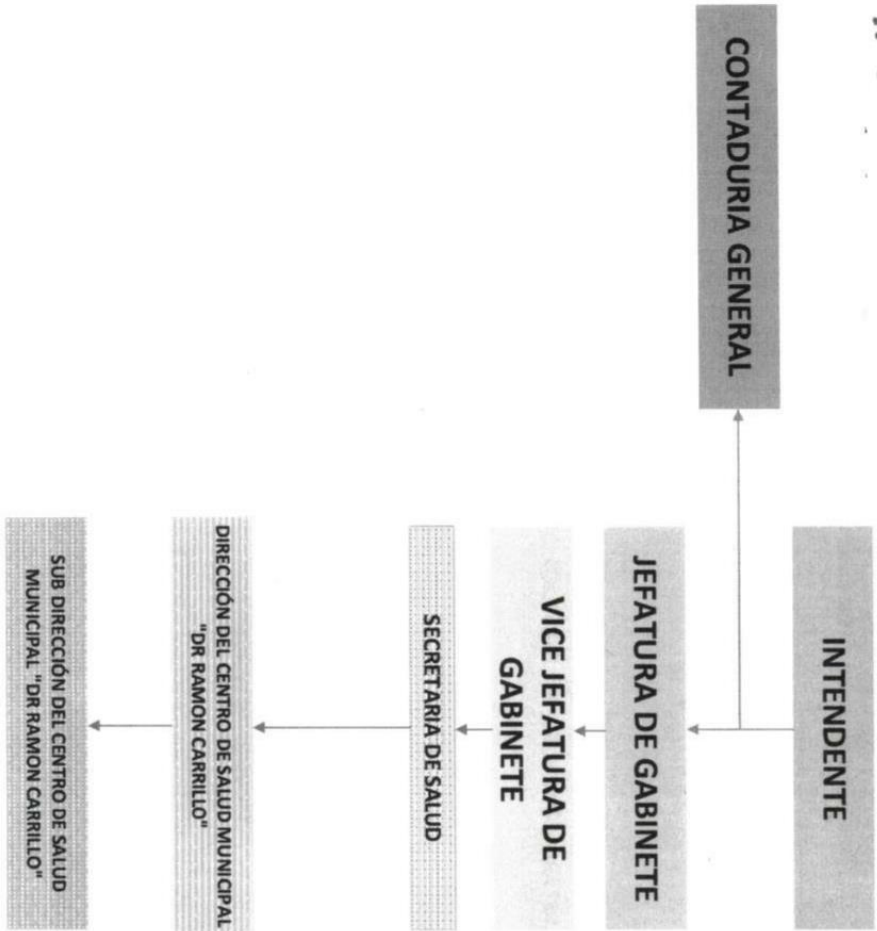 INTENDENTE
CONTADURIA GENERAL
JEFATURA DE GABINETE
VICE JEFATURA DE
GABINETE
SECRETARIA DE SALUD
DIRECCIÓN DEL CENTRO DE SALUD MUNICIPAL
"DR RAMON CARRILLO"
SUB DIRECCIÓN DEL CENTRO DE SALUD
MUNICIPAL "DR RAMON CARRILLO"